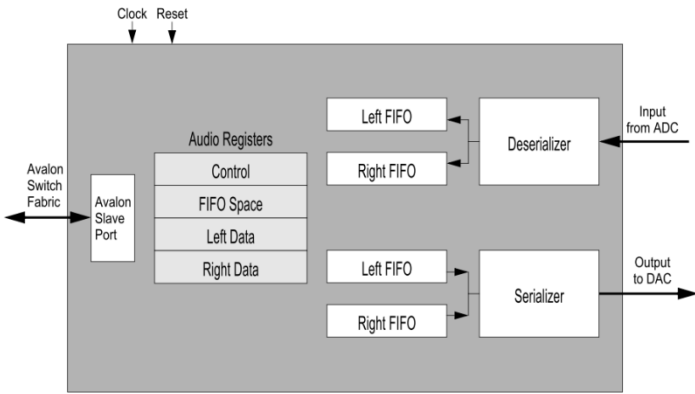 Clock Reset
Left FIFO
Right FIFO
Deserializer
Input
from ADC
Audio Registers
Control
FIFO Space
Left Data
Right Data
Avalon
Switch
Fabric
Avalon
Slave
Port
Left FIFO
Right FIFO
Serializer
Output
to DAC